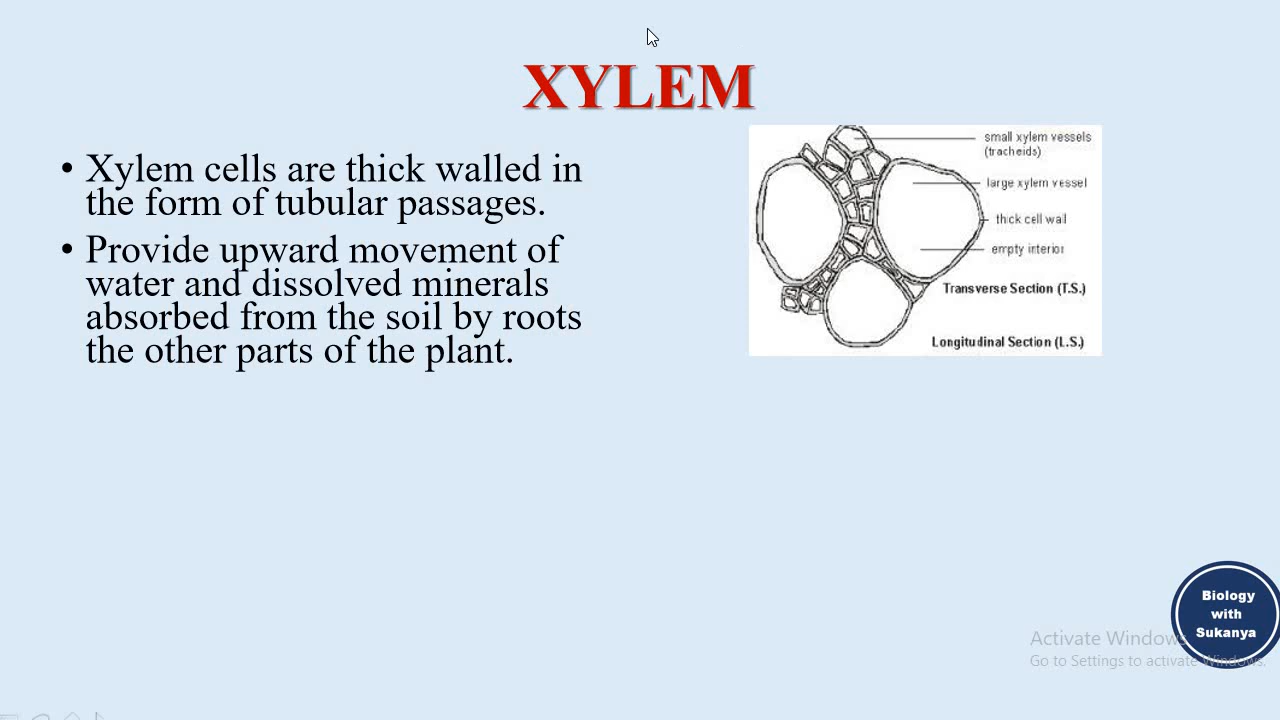 XYLEM
• Xylem cells are thick walled in
the form of tubular passages.
• Provide upward movement of
water and dissolved minerals
absorbed from the soil by roots
the other parts of the plant.
small xylem vessels
(tracheids)
large xylem vessel
thick cell wall
empty interior
Transverse Section (T.S.)
Longitudinal Section (L.S.)
Biology
with
Sukanya
Activate Windows
Go to Settings to activate Windows.